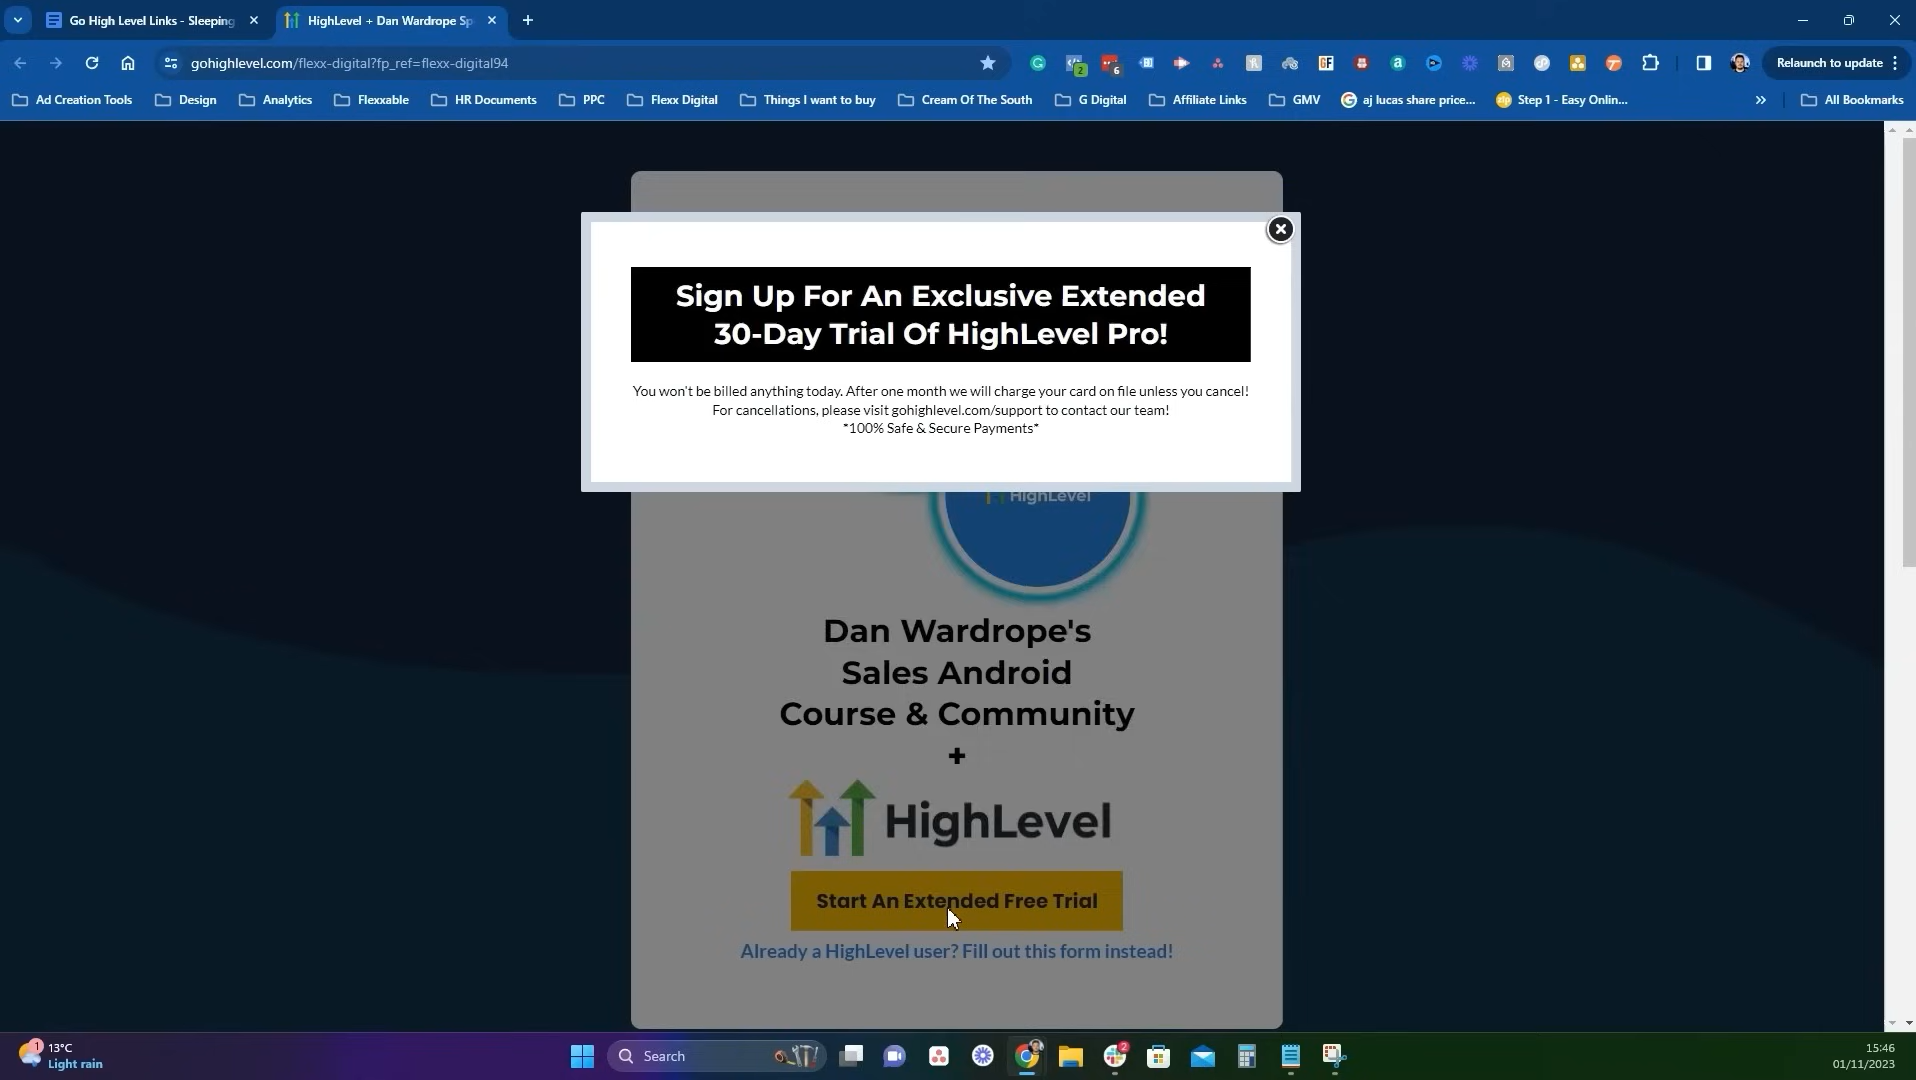 Go High Level Links - Sleeping
HighLevel + Dan Wardrope Sp
gohighlevel.com/flexx-digital?fp_ref=flexx-digital94
2
6
GF
a
Relaunch to update
Ad Creation Tools
Design
Analytics
Flexxable
HR Documents
PPC
Flexx Digital
Things I want to buy
Cream Of The South
G Digital
Affiliate Links
GMV
aj lucas share price...
Step 1 - Easy Onlin...
All Bookmarks
Sign Up For An Exclusive Extended
30-Day Trial Of HighLevel Pro!
You won't be billed anything today. After one month we will charge your card on file unless you cancel!
For cancellations, please visit gohighlevel.com/support to contact our team!
*100% Safe & Secure Payments*
HighLevel
Dan Wardrope's
Sales Android
Course & Community
+
HighLevel
Start An Extended Free Trial
Already a HighLevel user? Fill out this form instead!
1
13°C
Light rain
Search
2
15:46
01/11/2023